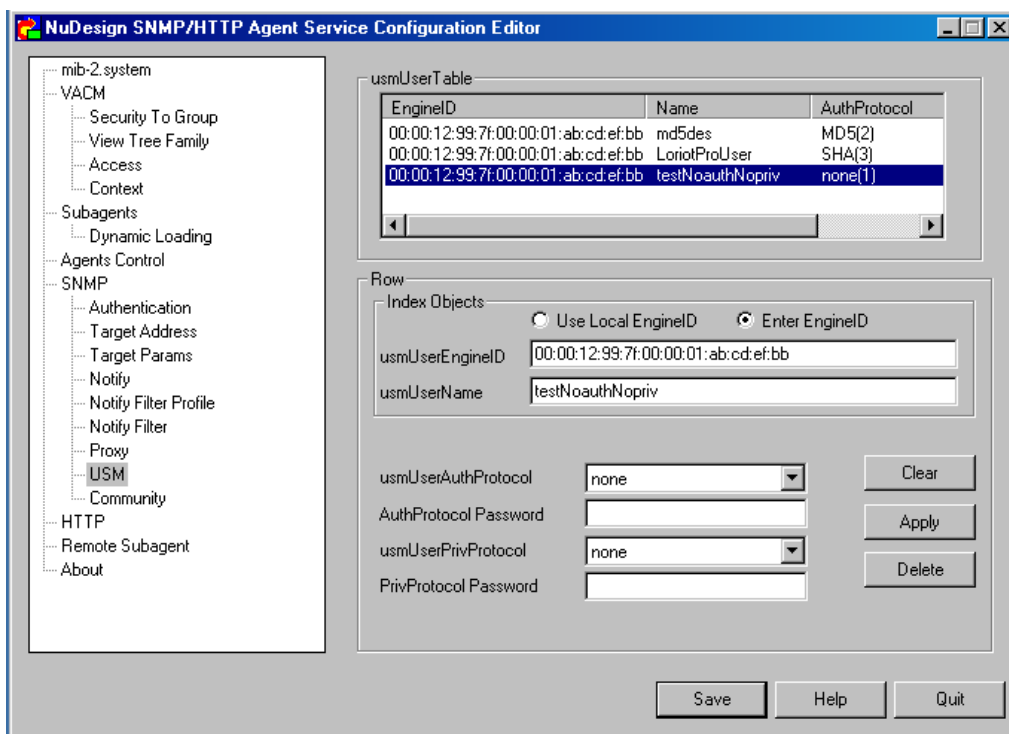 NuDesign SNMP/HTTP Agent Service Configuration Editor
mib-2.system
VACM
Security To Group
View Tree Family
Access
Context
Subagents
Dynamic Loading
Agents Control
SNMP
Authentication
Target Address
Target Params
Notify
Notify Filter Profile
Notify Filter
Proxy
USM
Community
HTTP
Remote Subagent
About
usmUserTable
EngineID Name AuthProtocol
00:00:12:99:7f:00:00:01:ab:cd:ef:bb md5des MD5(2)
00:00:12:99:7f:00:00:01:ab:cd:ef:bb LoriotProUser SHA(3)
00:00:12:99:7f:00:00:01:ab:cd:ef:bb testNoauthNopriv none(1)
Row
Index Objects
Use Local EngineID Enter EngineID
usmUserEngineID 00:00:12:99:7f:00:00:01:ab:cd:ef:bb
usmUserName testNoauthNopriv
usmUserAuthProtocol none Clear
AuthProtocol Password Apply
usmUserPrivProtocol none
PrivProtocol Password Delete
Save Help Quit